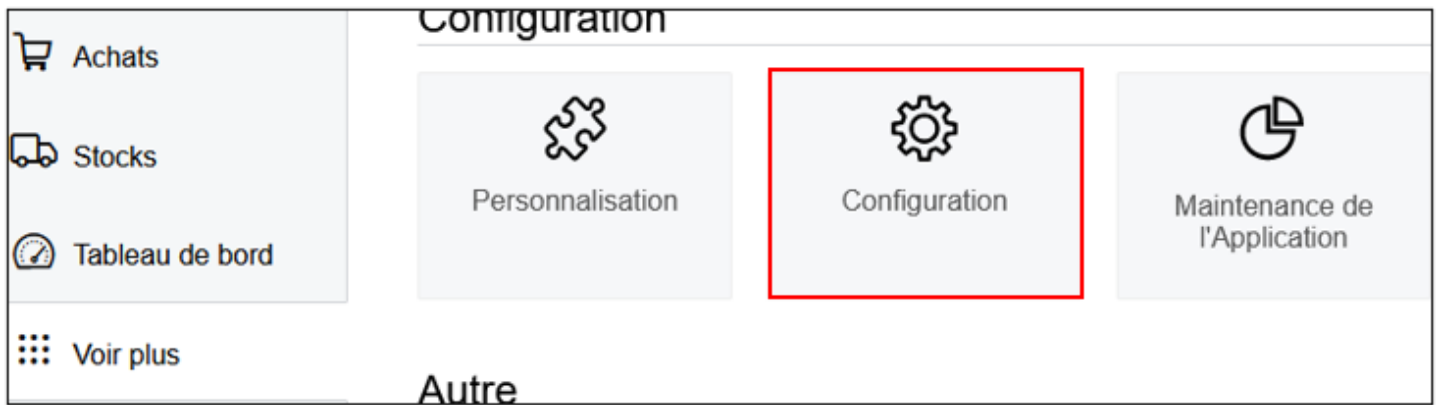 Achats
Stocks
Tableau de bord
Voir plus
Configuration
Personnalisation
Configuration
Maintenance de
l'Application
Autre